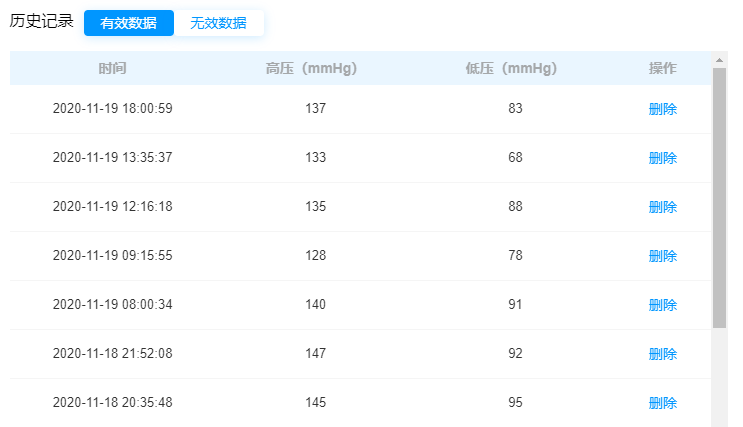 历史记录 有效数据 无效数据
时间 高压（mmHg） 低压（mmHg） 操作
2020-11-19 18:00:59 137 83 删除
2020-11-19 13:35:37 133 68 删除
2020-11-19 12:16:18 135 88 删除
2020-11-19 09:15:55 128 78 删除
2020-11-19 08:00:34 140 91 删除
2020-11-18 21:52:08 147 92 删除
2020-11-18 20:35:48 145 95 删除